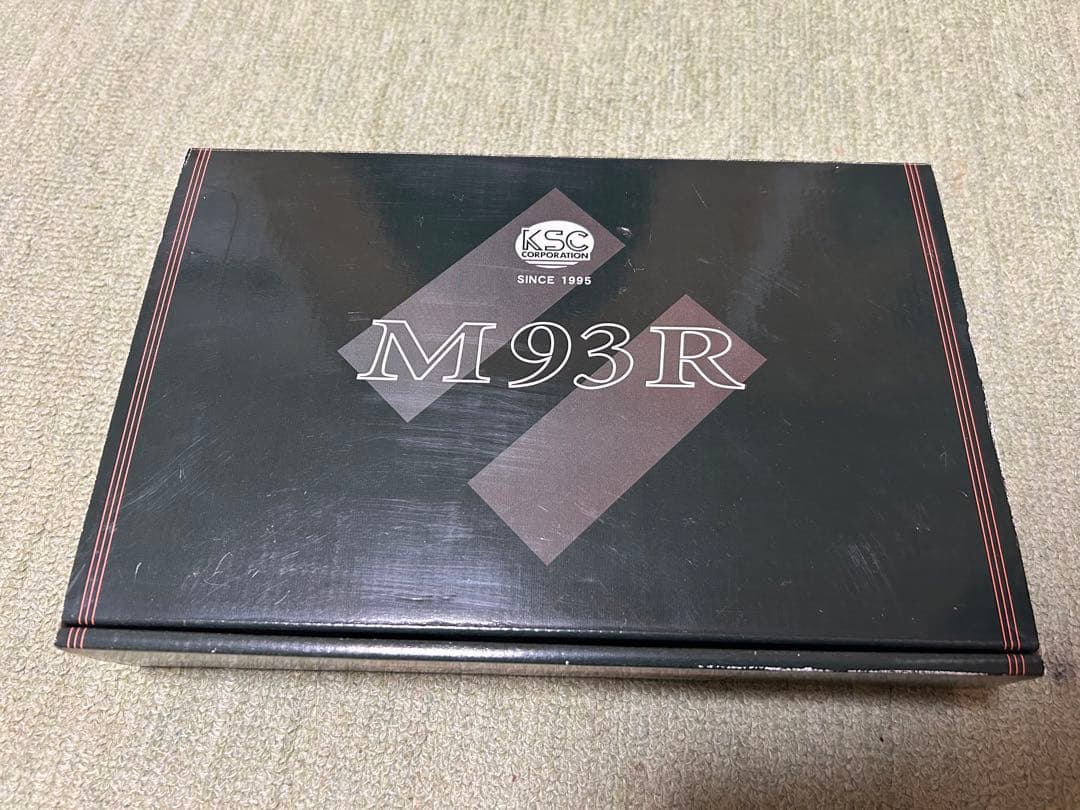 KSC
CORPORATION
SINCE 1995
M93R